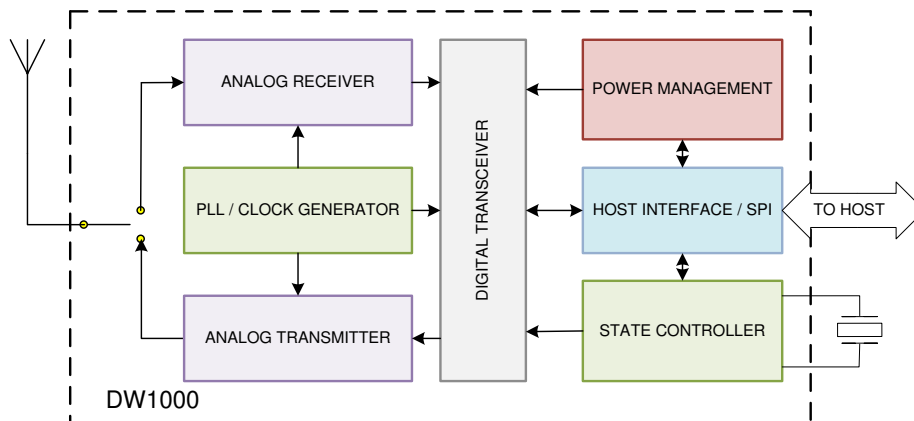 ANALOG RECEIVER
POWER MANAGEMENT
PLL / CLOCK GENERATOR
DIGITAL TRANSCEIVER
HOST INTERFACE / SPI
TO HOST
ANALOG TRANSMITTER
STATE CONTROLLER
DW1000